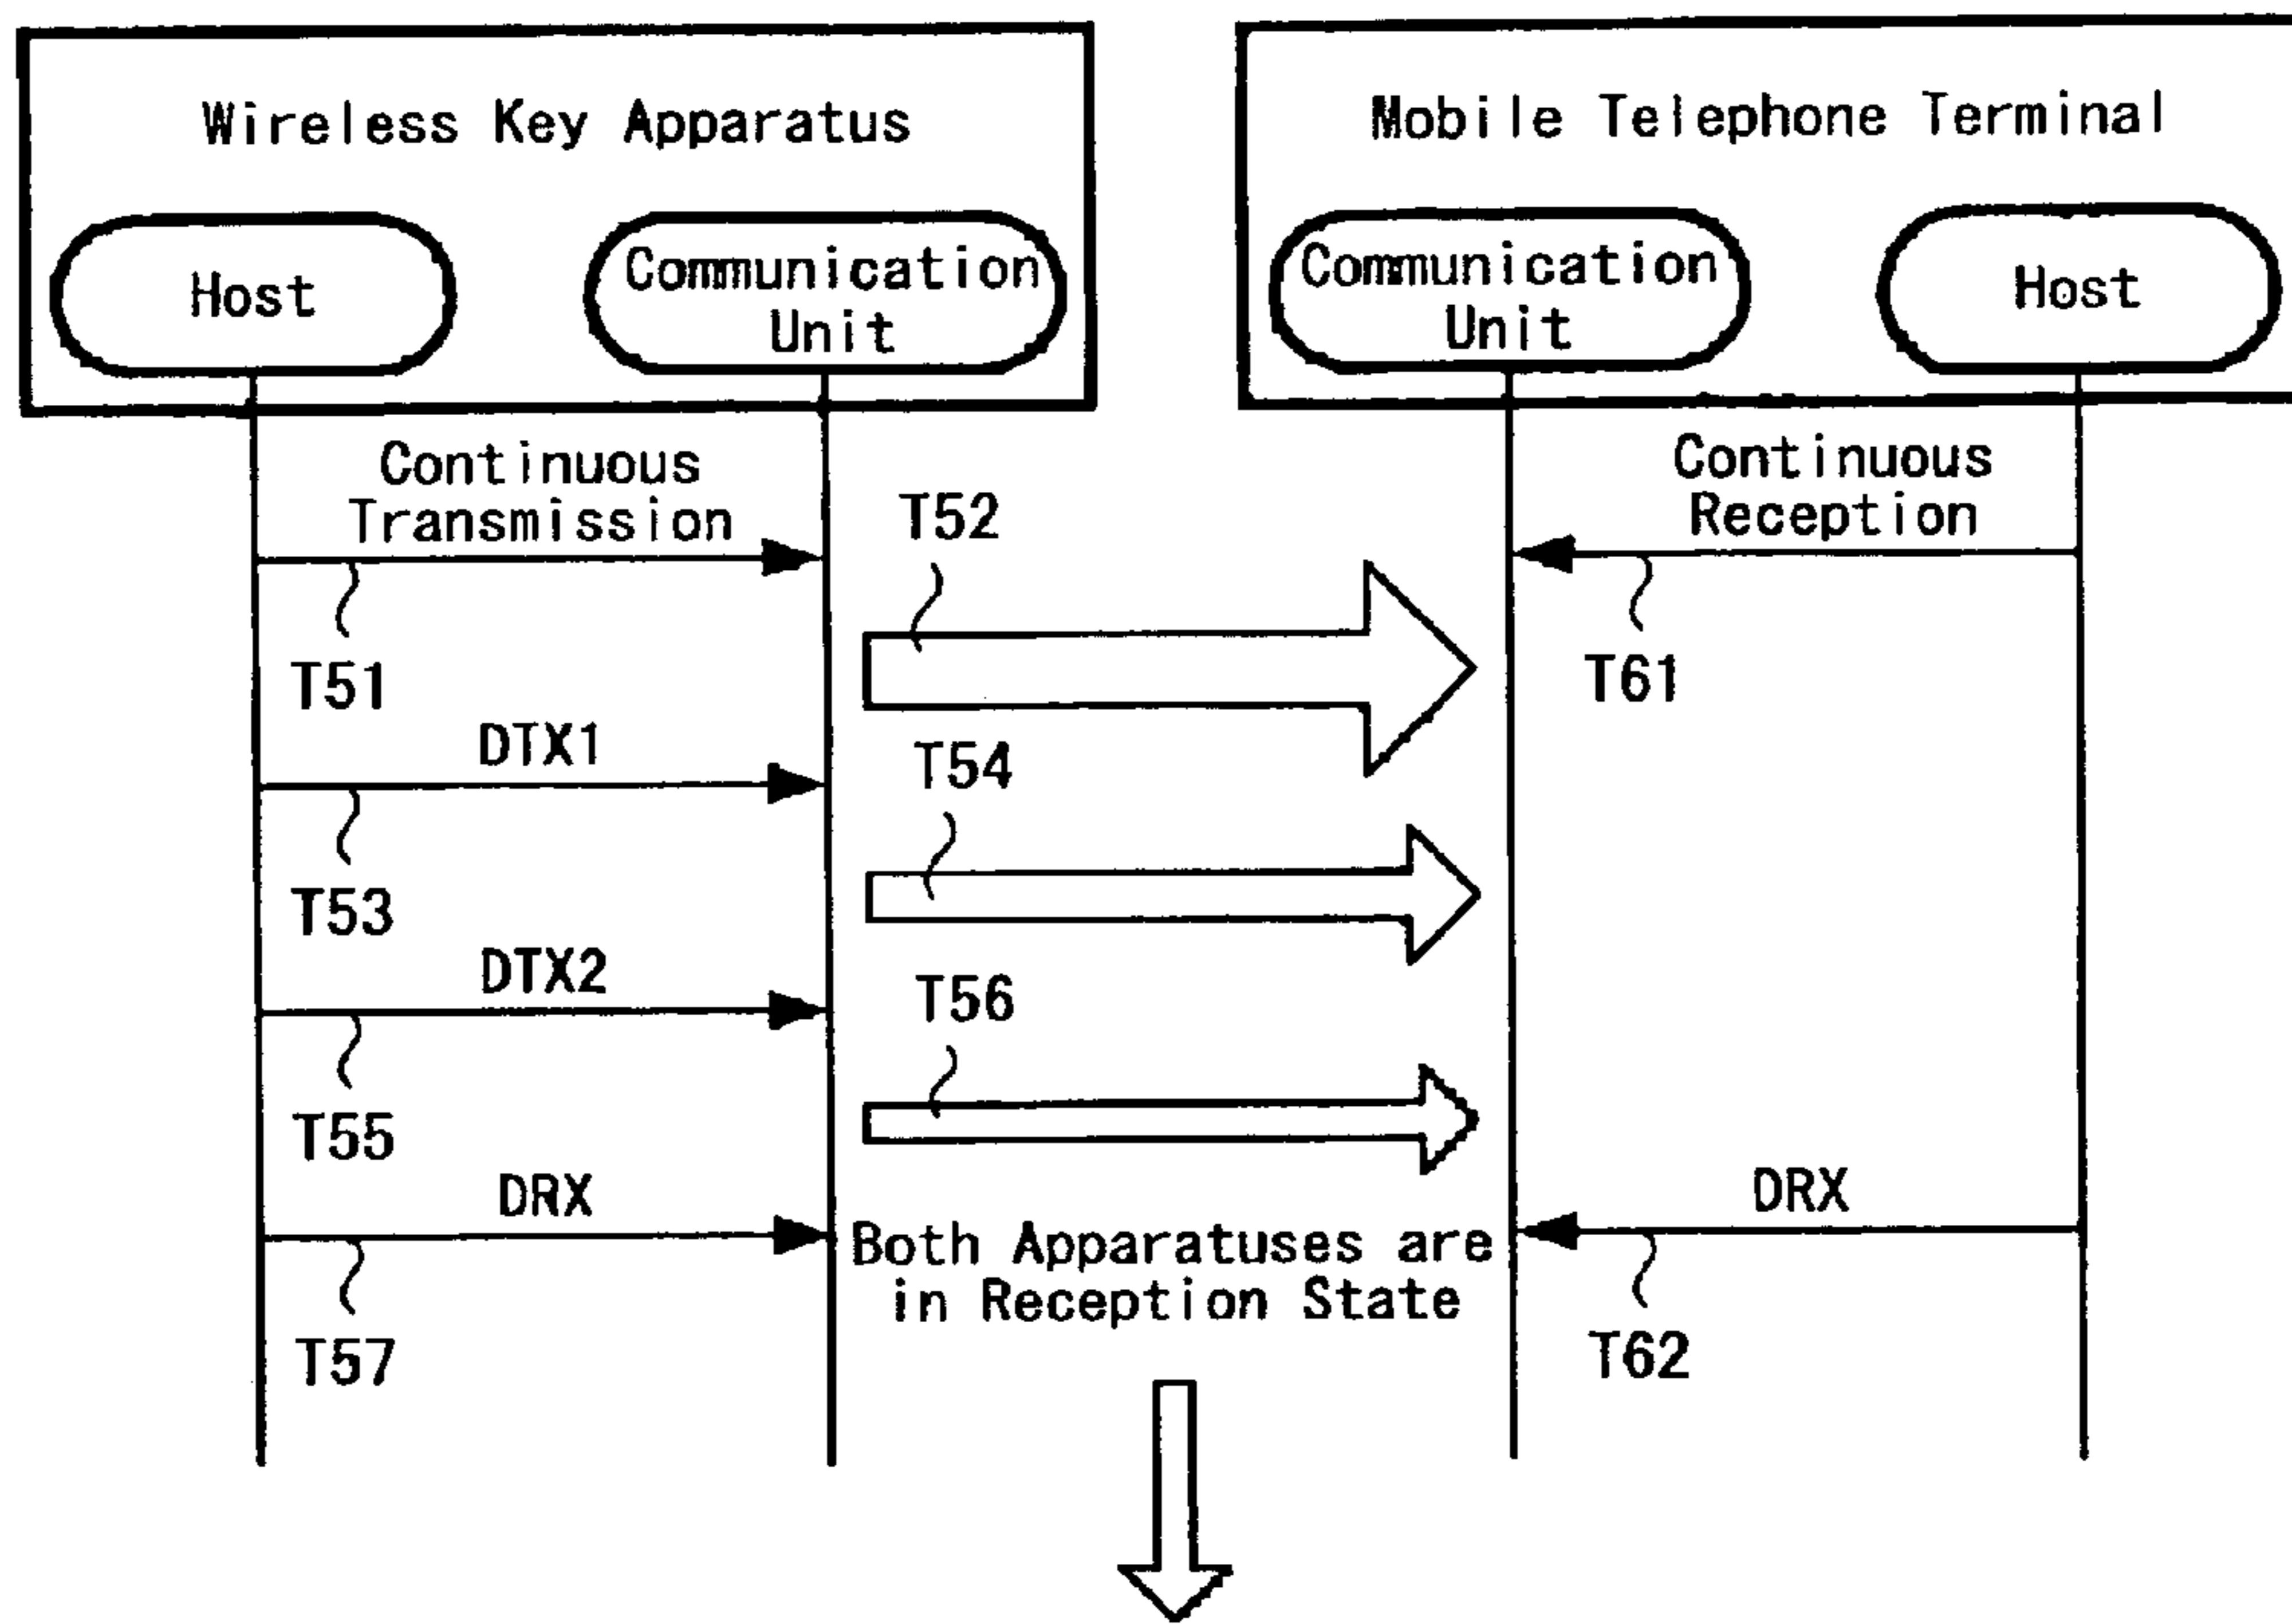 Wireless Key Apparatus
Mobile Telephone Terminal
Host
Communication
Unit
Communication
Unit
Host
Continuous
Transmission
T52
Continuous
Reception
T51
T61
DTX1
T54
T53
DTX2
T56
T55
DRX
DRX
Both Apparatuses are
in Reception State
T57
T62